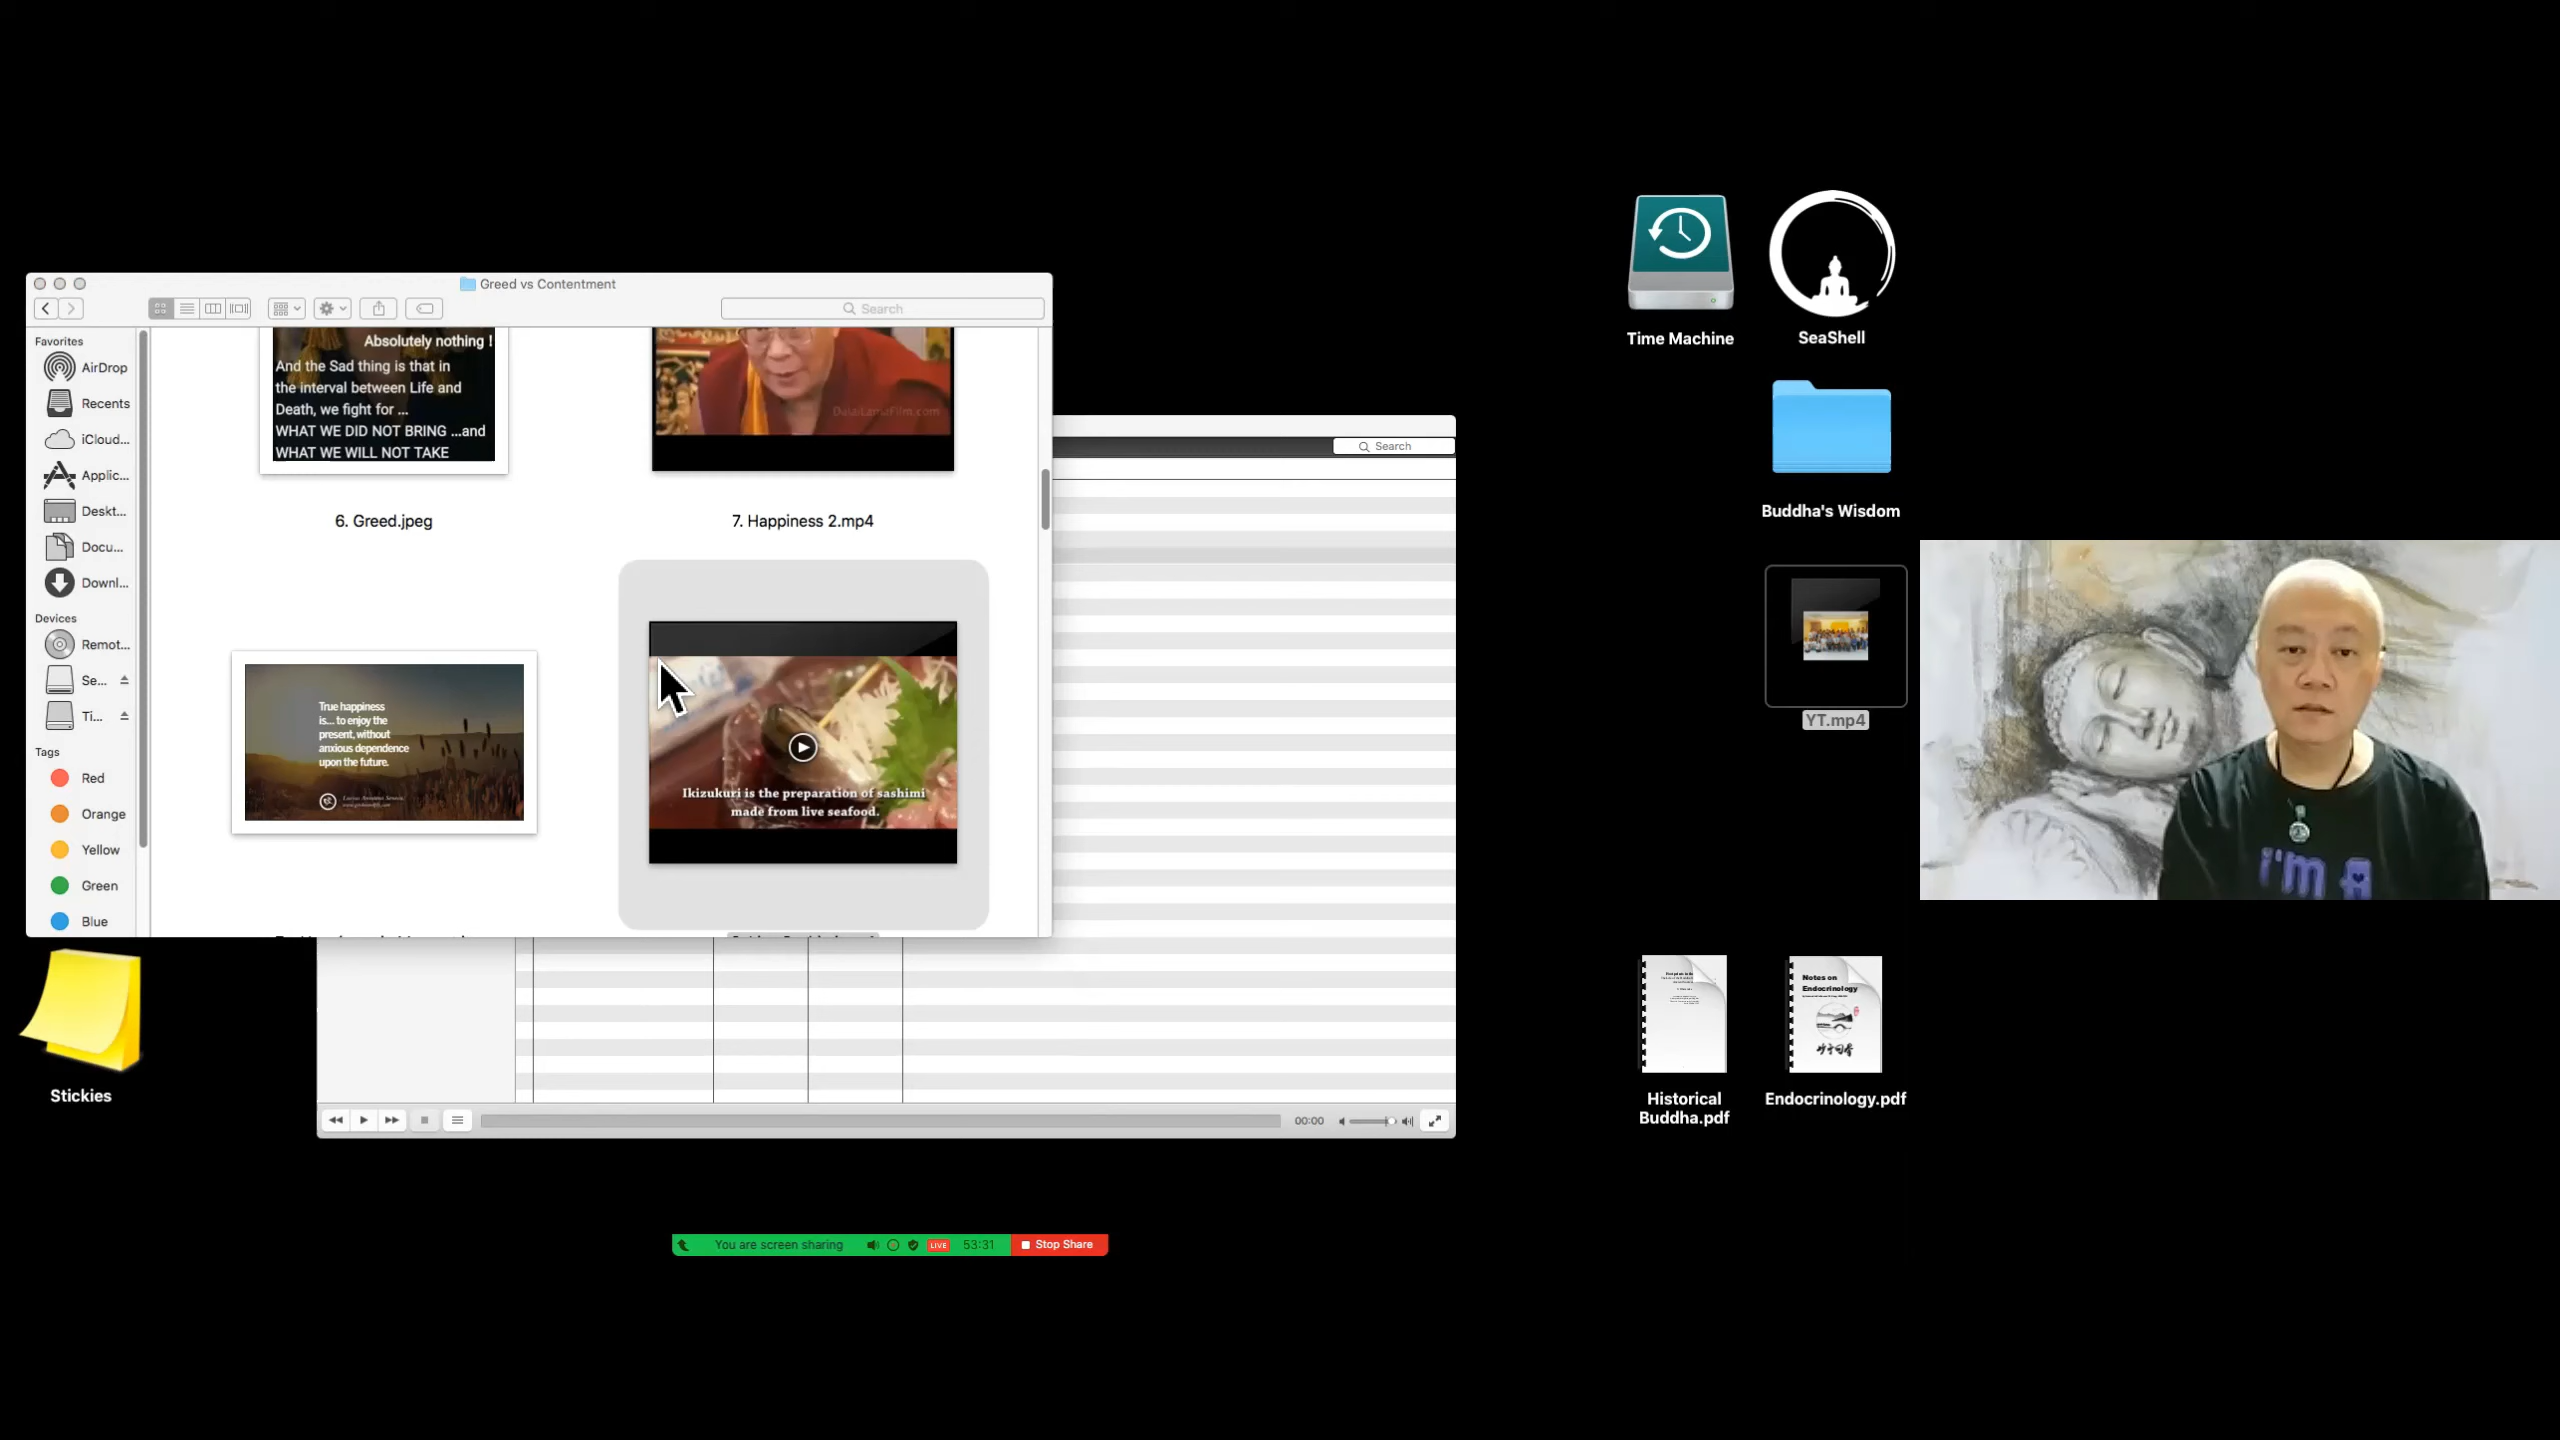 Greed vs Contentment
Search
Favorites
AirDrop
Recents
iCloud...
Applic...
Deskt...
Docu...
Downl...
Devices
Remot...
Se...
Ti...
Tags
Red
Orange
Yellow
Green
Blue
Absolutely nothing !
And the Sad thing is that in
the interval between Life and
Death, we fight for ...
WHAT WE DID NOT BRING ...and
WHAT WE WILL NOT TAKE
6. Greed.jpeg
DalaiLamaFilm.com
7. Happiness 2.mp4
True happiness
is... to enjoy the
present, without
anxious dependence
upon the future.
Ikizukuri is the preparation of sashimi
made from live seafood.
Search
00:00
Stickies
You are screen sharing
LIVE
53:31
Stop Share
Time Machine
SeaShell
Buddha's Wisdom
YT.mp4
I'm A
Historical
Buddha.pdf
Notes on
Endocrinology
Endocrinology.pdf